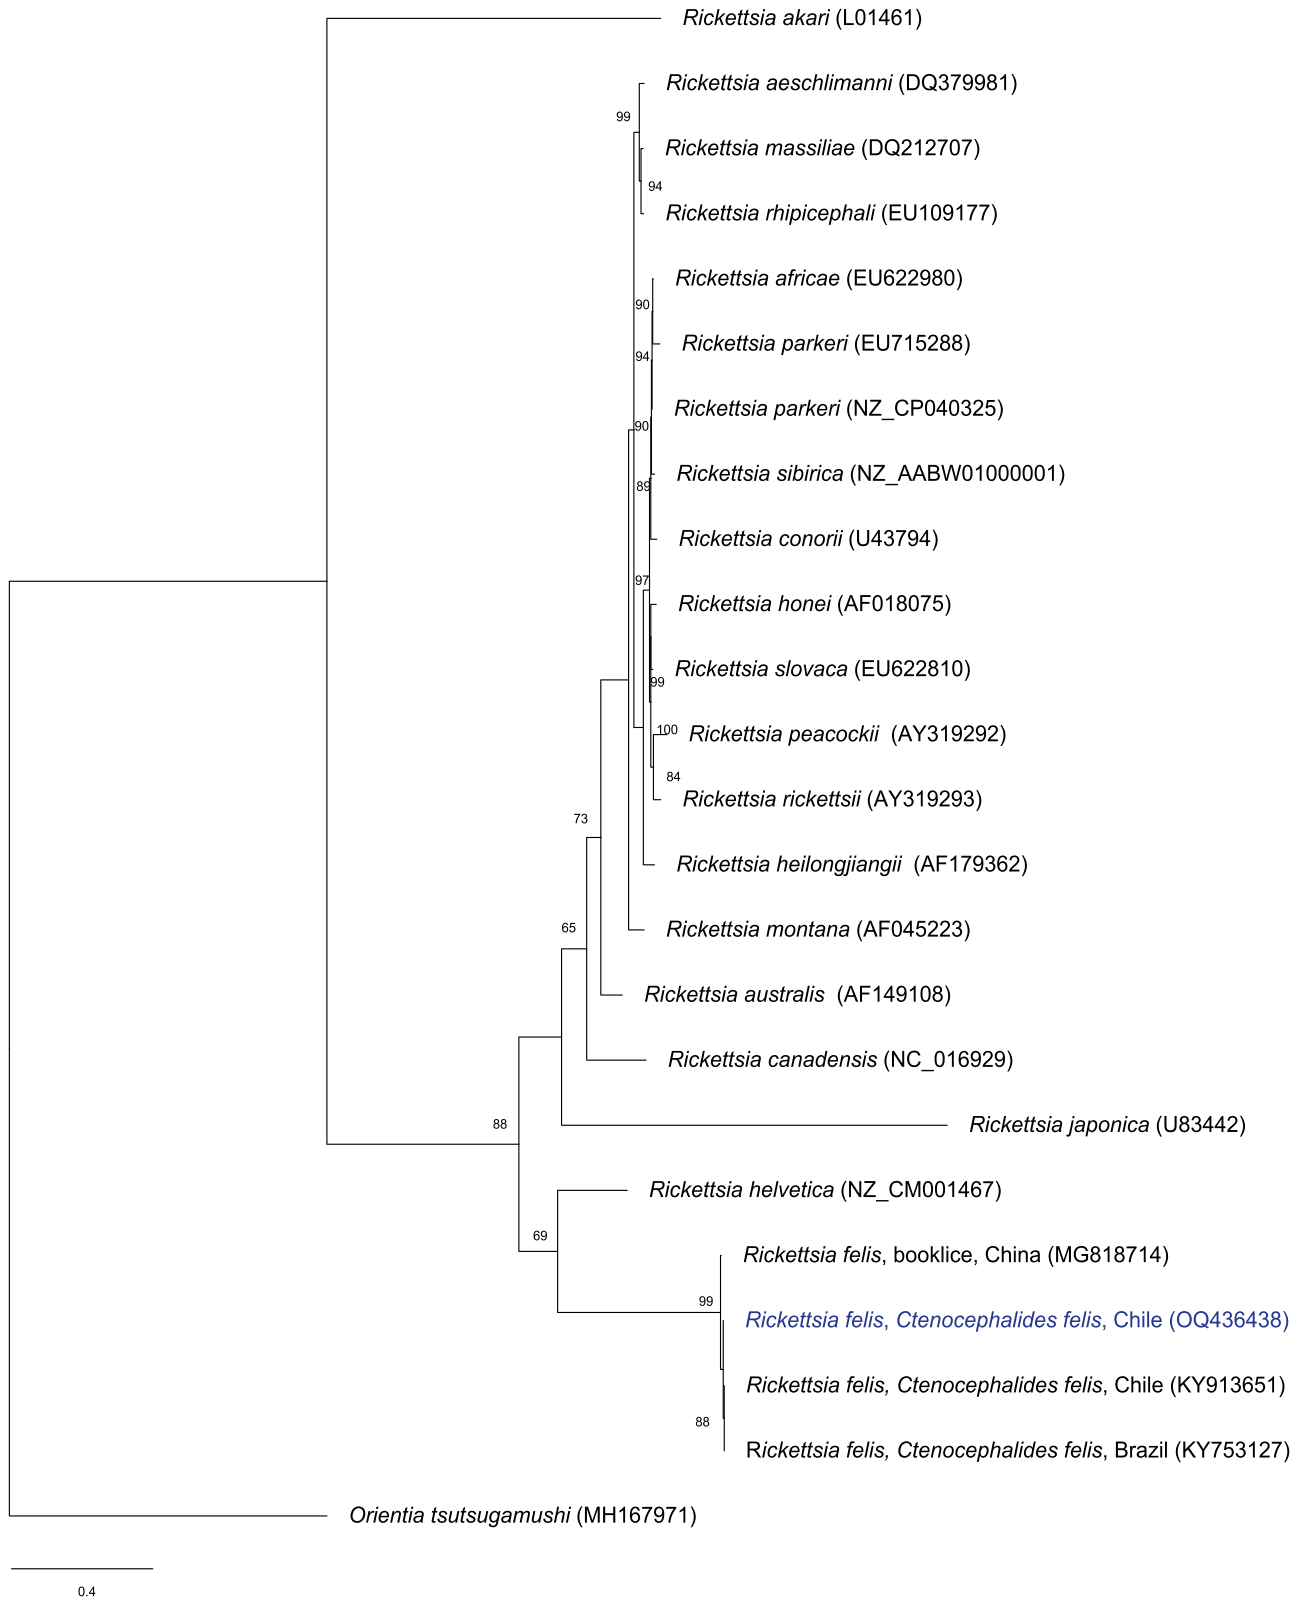 Rickettsia akari (L01461)
Rickettsia aeschlimanni (DQ379981)
99
Rickettsia massiliae (DQ212707)
94
Rickettsia rhipicephali (EU109177)
Rickettsia africae (EU622980)
90
Rickettsia parkeri (EU715288)
94
Rickettsia parkeri (NZ_CP040325)
90
Rickettsia sibirica (NZ_AABW01000001)
89
Rickettsia conorii (U43794)
97
Rickettsia honei (AF018075)
Rickettsia slovaca (EU622810)
99
100
Rickettsia peacockii (AY319292)
84
Rickettsia rickettsii (AY319293)
73
Rickettsia heilongjiangii (AF179362)
65
Rickettsia montana (AF045223)
Rickettsia australis (AF149108)
Rickettsia canadensis (NC_016929)
88
Rickettsia japonica (U83442)
Rickettsia helvetica (NZ_CM001467)
69
Rickettsia felis, booklice, China (MG818714)
99
Rickettsia felis, Ctenocephalides felis, Chile (OQ436438)
Rickettsia felis, Ctenocephalides felis, Chile (KY913651)
88
Rickettsia felis, Ctenocephalides felis, Brazil (KY753127)
Orientia tsutsugamushi (MH167971)
0.4